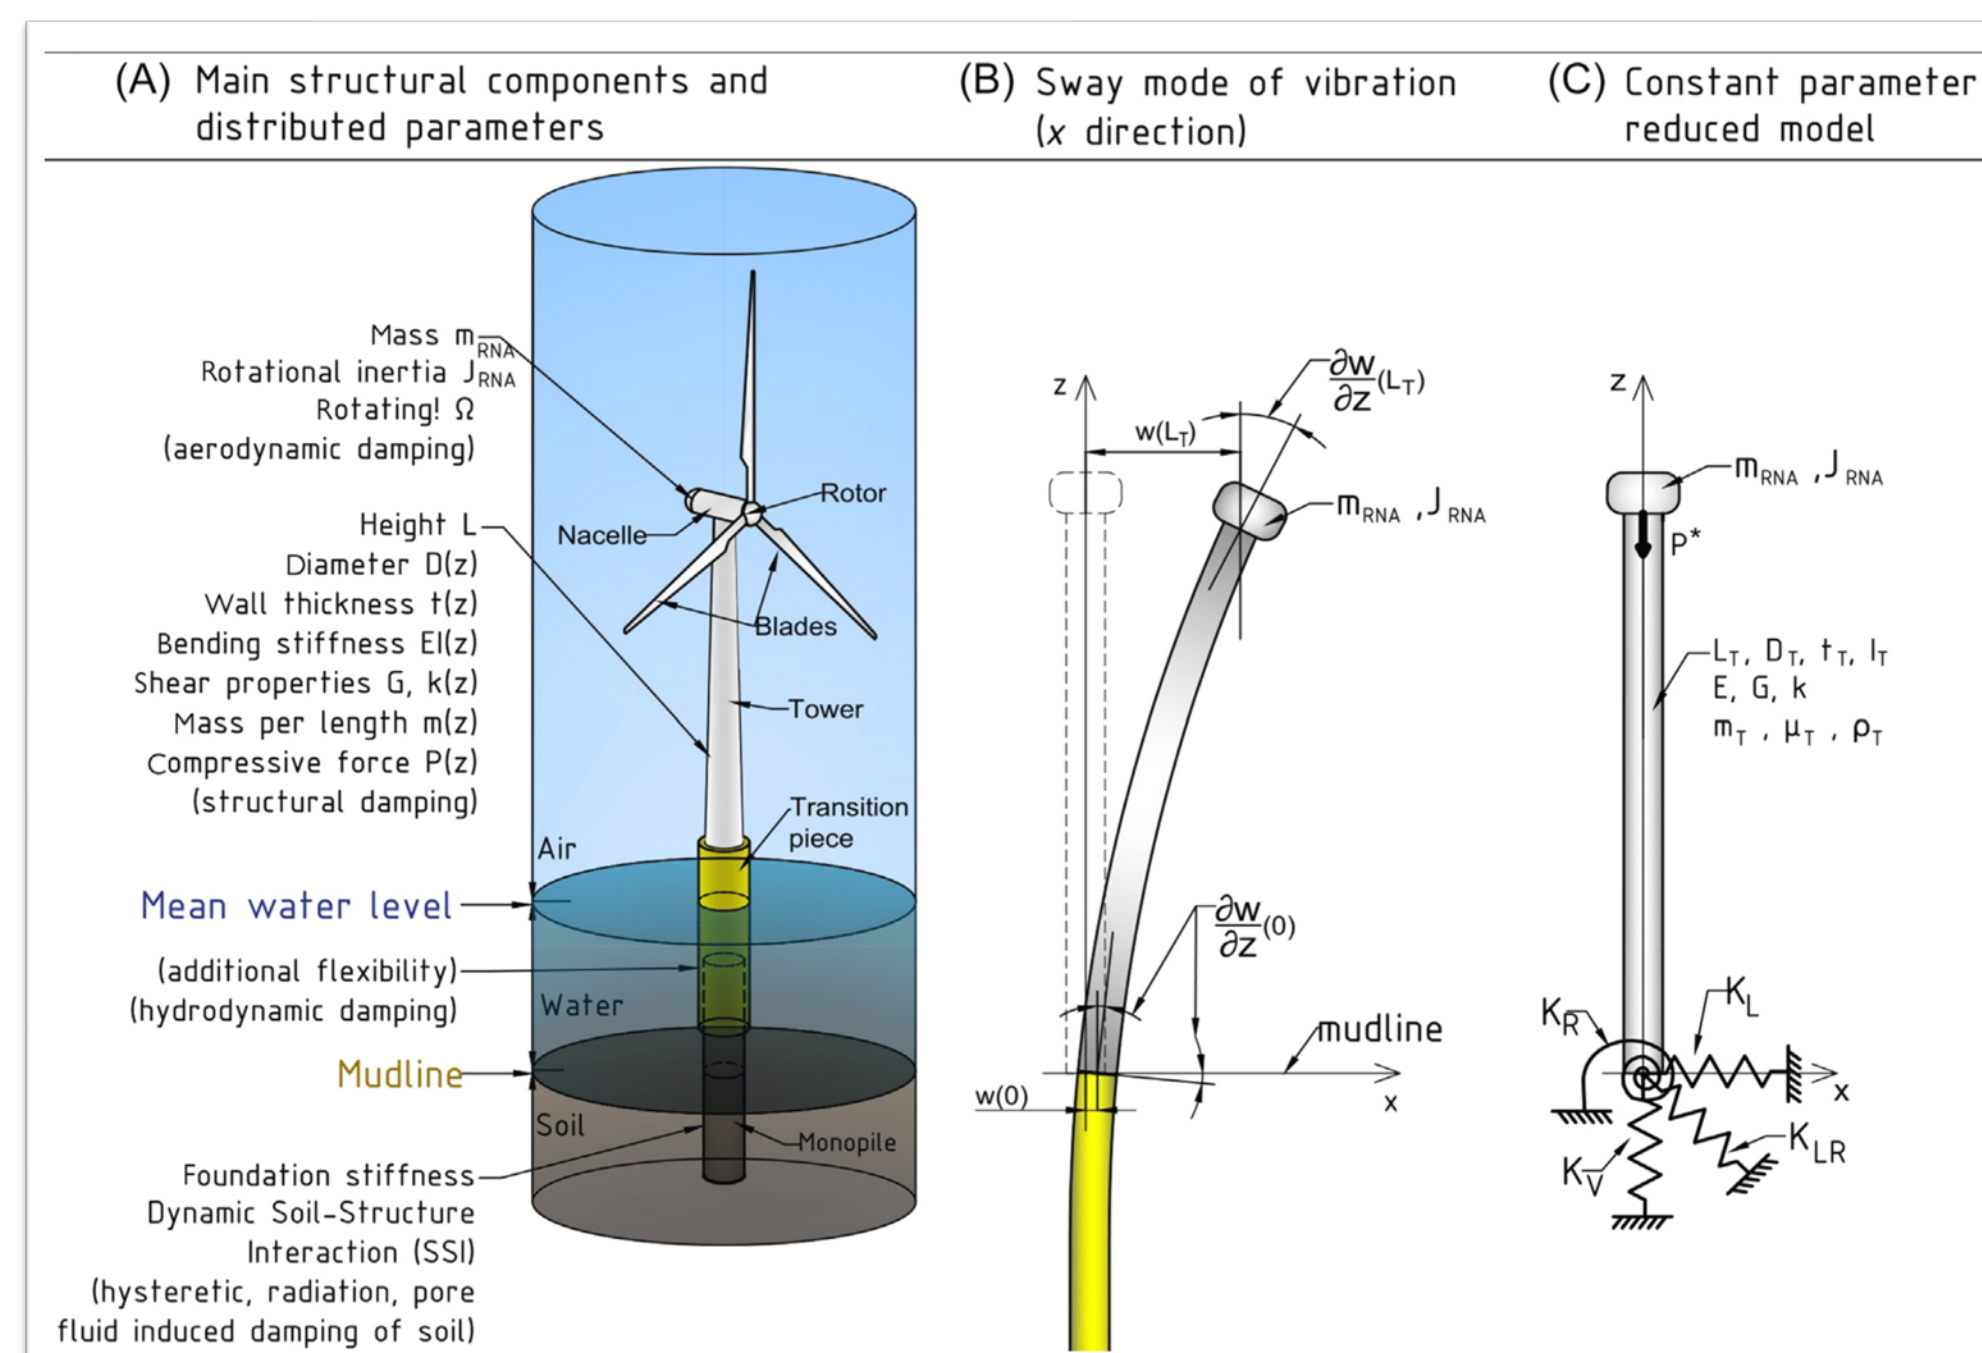 (A) Main structural components and
distributed parameters
(B) Sway mode of vibration
(x direction)
(C) Constant parameter
reduced model
Mass mRNA
Rotational inertia JRNA
Rotating! Ω
(aerodynamic damping)
Height L
Diameter D(z)
Wall thickness t(z)
Bending stiffness EI(z)
Shear properties G, k(z)
Mass per length m(z)
Compressive force P(z)
(structural damping)
Mean water level
(additional flexibility)
(hydrodynamic damping)
Mudline
Foundation stiffness
Dynamic Soil-Structure
Interaction (SSI)
(hysteretic, radiation, pore
fluid induced damping of soil)
Rotor
Nacelle
Blades
Tower
Transition
piece
Air
Water
Soil
Monopile
z
∂w
∂z (LT)
w(LT)
mRNA , JRNA
∂w
∂z (0)
mudline
w(0)
x
z
mRNA , JRNA
P*
LT, DT, tT, IT
E, G, k
mT , μT , ρT
KL
KR
x
KLR
KV